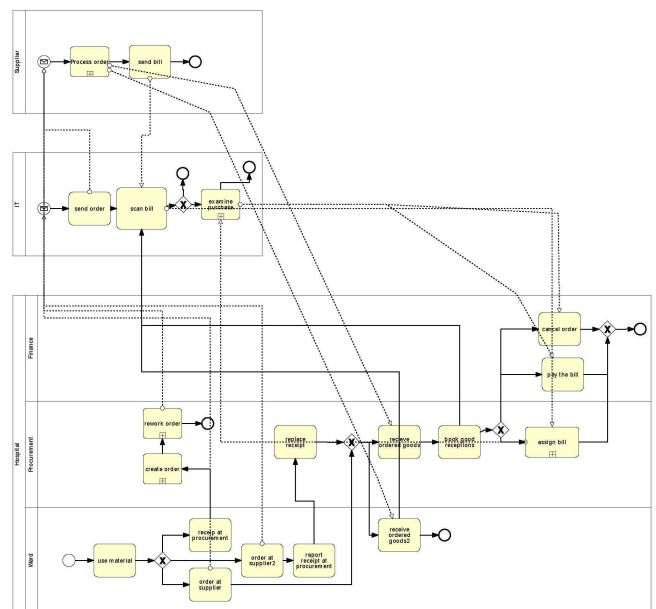 Supplier
Process order
send bill
IT
send order
scan bill
X
examine
purchase
Hospital
Finance
cancel order
X
pay the bill
Procurement
rework order
create order
replace
receipt
X
recieve
ordered goods
book good
receptions
X
assign bill
Ward
use material
X
receip at
procurement
order at
supplier
order at
supplier2
report
receipt at
procurement
receive
ordered
goods2